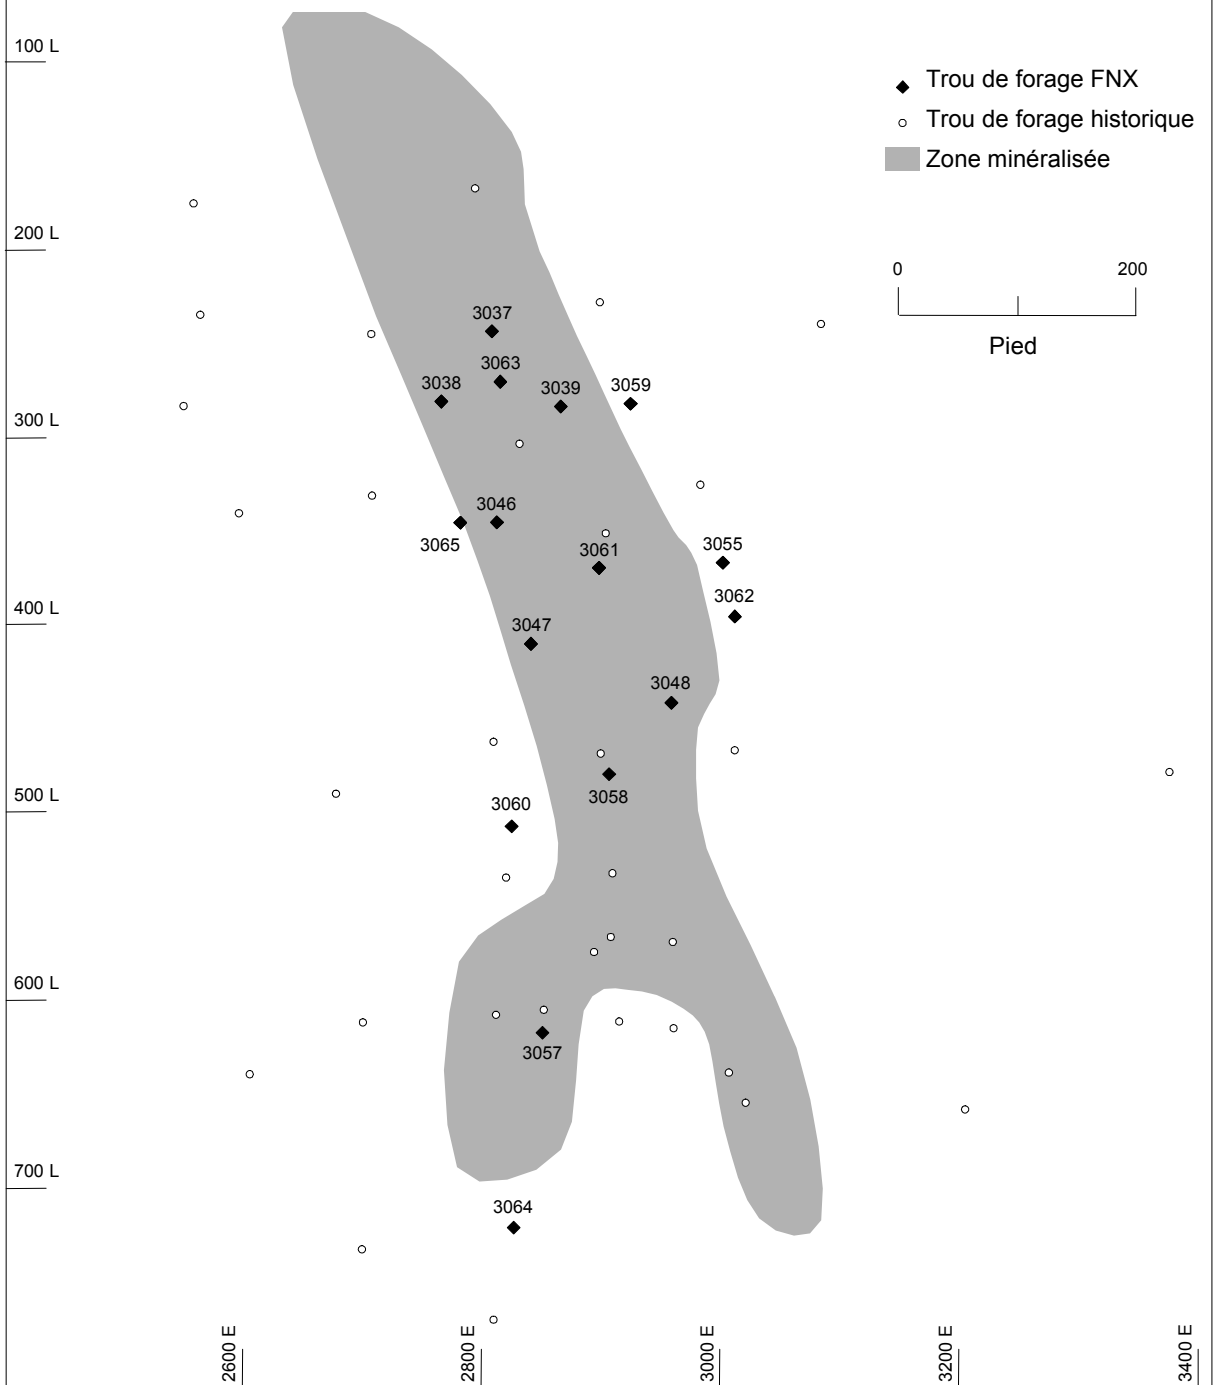 100 L
Trou de forage FNX
Trou de forage historique
Zone minéralisée
200 L
0
200
Pied
3037
3063
3038
3039
3059
300 L
3046
3065
3061
3055
3062
400 L
3047
3048
500 L
3060
3058
600 L
3057
700 L
3064
2600 E
2800 E
3000 E
3200 E
3400 E